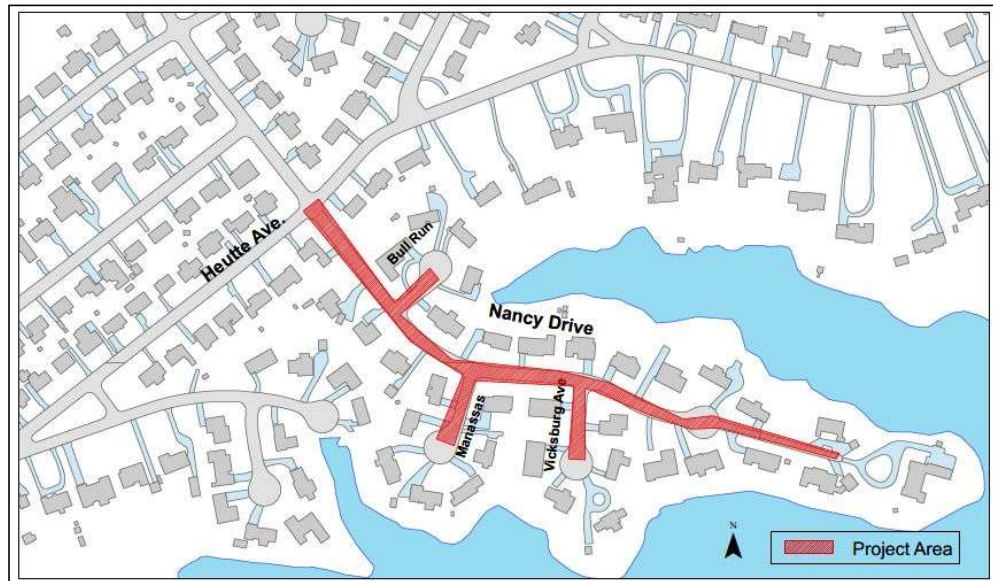 Heutte Ave.
Bull Run
Nancy Drive
Manassas
Vicksburg Ave
N
Project Area